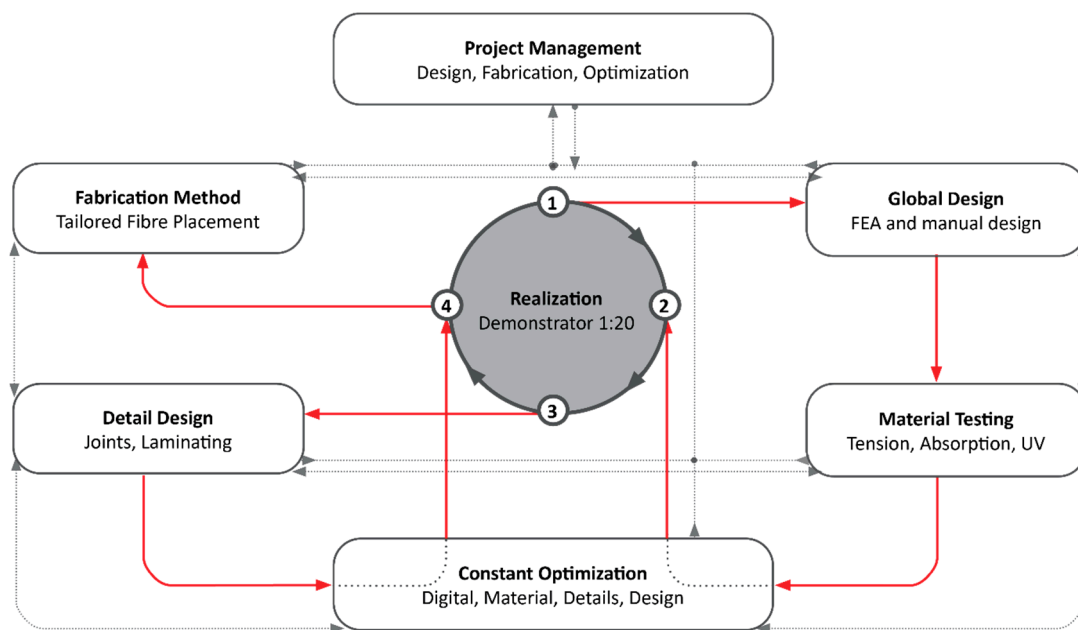 Project Management
Design, Fabrication, Optimization
Fabrication Method
Tailored Fibre Placement
1
Global Design
FEA and manual design
4
Realization
Demonstrator 1:20
2
3
Detail Design
Joints, Laminating
Material Testing
Tension, Absorption, UV
Constant Optimization
Digital, Material, Details, Design